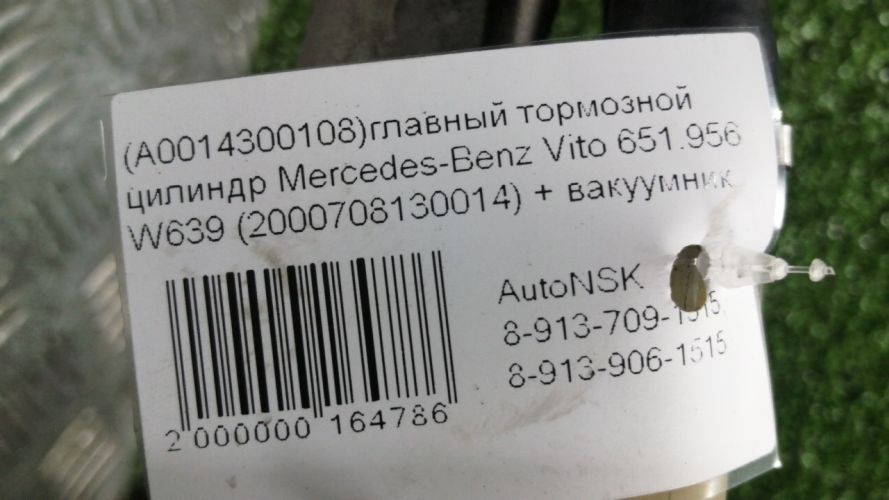 (A0014300108)главный тормозной
цилиндр Mercedes-Benz Vito 651.956
W639 (2000708130014) + вакуумник
AutoNSK
8-913-709-1515,
8-913-906-1515
2 000000 164786